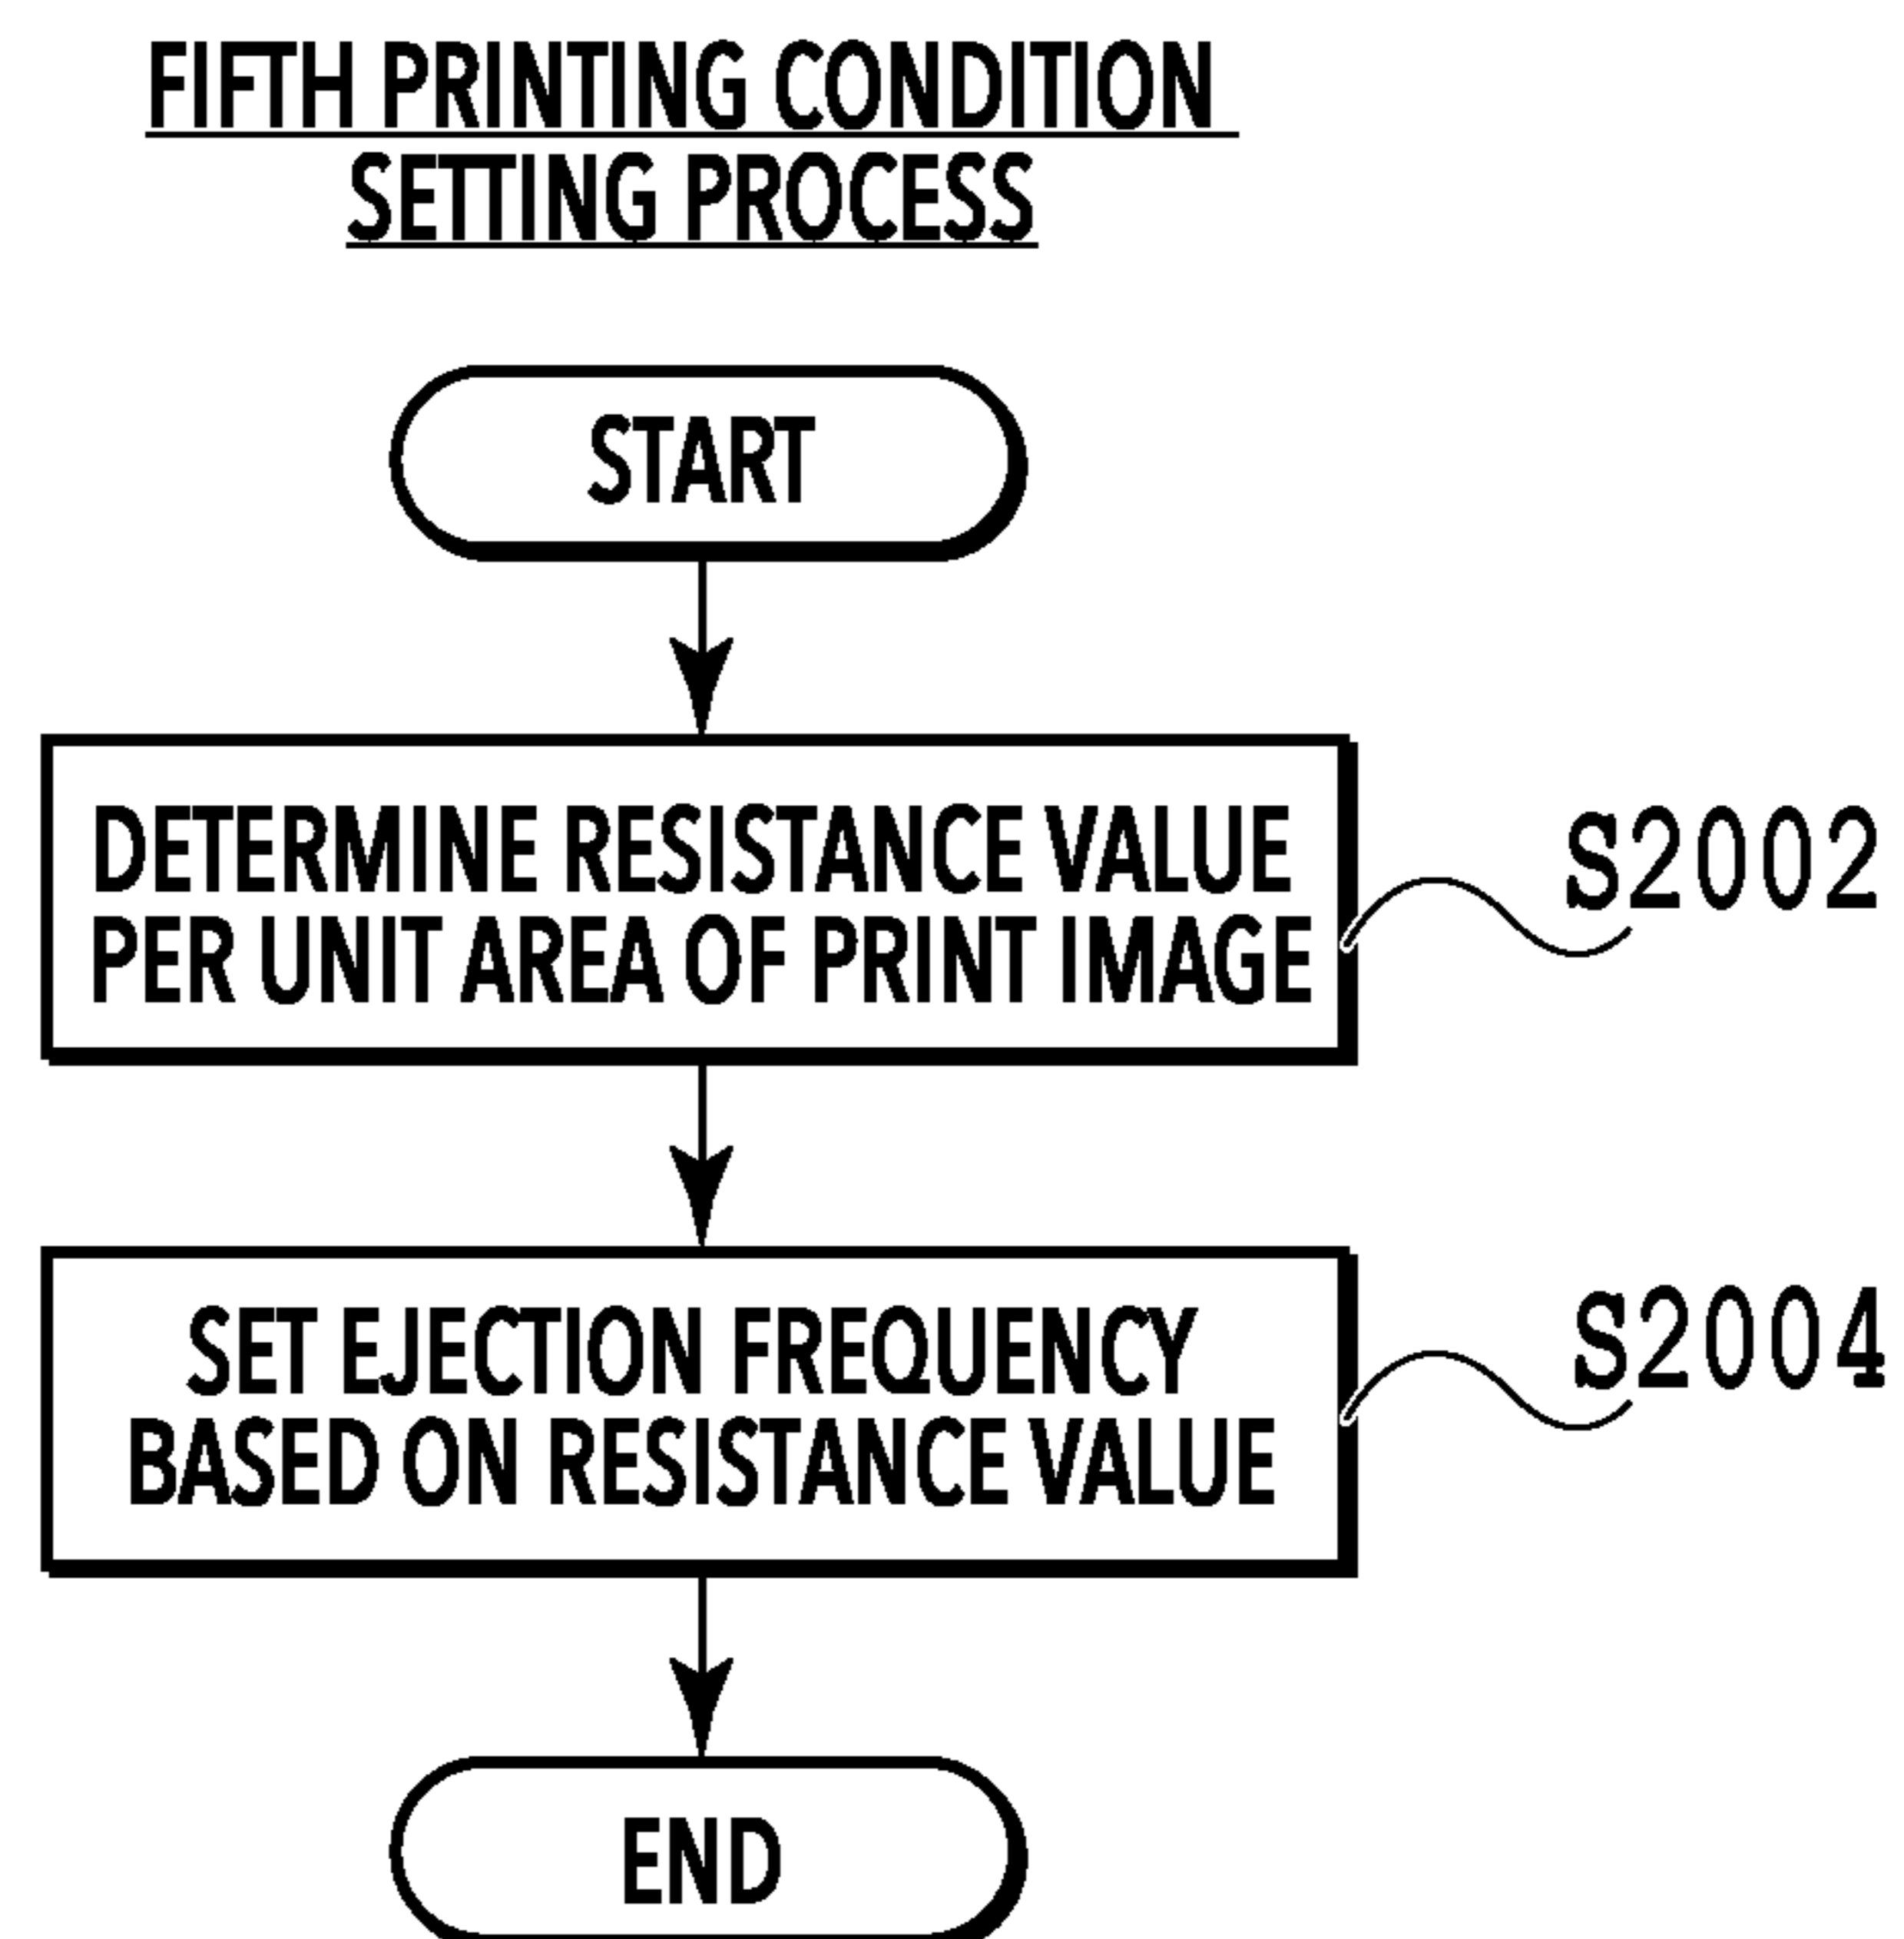 FIFTH PRINTING CONDITION
SETTING PROCESS
START
DETERMINE RESISTANCE VALUE
PER UNIT AREA OF PRINT IMAGE
S2002
SET EJECTION FREQUENCY
BASED ON RESISTANCE VALUE
S2004
END